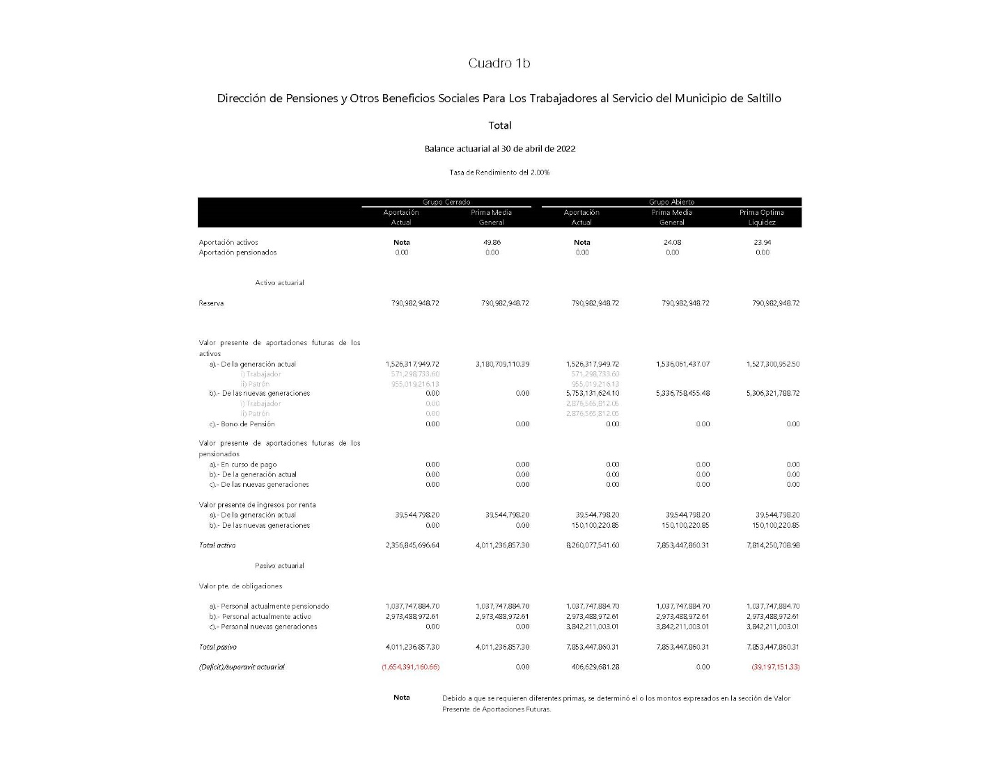 Cuadro 1b
Dirección de Pensiones y Otros Beneficios Sociales Para Los Trabajadores al Servicio del Municipio de Saltillo
Total
Balance actuarial al 30 de abril de 2022
Tasa de Rendimiento del 2.00%
Grupo Cerrado Grupo Abierto
Aportación Prima Media Aportación Prima Media Prima Optima
Actual General Actual General Liquidez
Aportación activos Nota 49.86 Nota 24.08 23.94
Aportación pensionados 0.00 0.00 0.00 0.00 0.00
Activo actuarial
Reserva 790,982,948.72 790,982,948.72 790,982,948.72 790,982,948.72 790,982,948.72
Valor presente de aportaciones futuras de los
activos
a).- De la generación actual 1,526,317,949.72 3,180,709,110.39 1,526,317,949.72 1,536,061,437.07 1,527,300,952.50
i) Trabajador 571,298,733.60 571,298,733.60
ii) Patrón 955,019,216.13 955,019,216.13
b).- De las nuevas generaciones 0.00 0.00 5,753,131,624.10 5,336,758,455.48 5,306,321,788.72
i) Trabajador 0.00 2,876,565,812.05
ii) Patrón 0.00 2,876,565,812.05
c).- Bono de Pensión 0.00 0.00 0.00 0.00 0.00
Valor presente de aportaciones futuras de los
pensionados
a).- En curso de pago 0.00 0.00 0.00 0.00 0.00
b).- De la generación actual 0.00 0.00 0.00 0.00 0.00
c).- De las nuevas generaciones 0.00 0.00 0.00 0.00 0.00
Valor presente de ingresos por renta
a).- De la generación actual 39,544,798.20 39,544,798.20 39,544,798.20 39,544,798.20 39,544,798.20
b).- De las nuevas generaciones 0.00 0.00 150,100,220.85 150,100,220.85 150,100,220.85
Total activo 2,356,845,696.64 4,011,236,857.30 8,260,077,541.60 7,853,447,860.31 7,814,250,708.98
Pasivo actuarial
Valor pte. de obligaciones
a).- Personal actualmente pensionado 1,037,747,884.70 1,037,747,884.70 1,037,747,884.70 1,037,747,884.70 1,037,747,884.70
b).- Personal actualmente activo 2,973,488,972.61 2,973,488,972.61 2,973,488,972.61 2,973,488,972.61 2,973,488,972.61
c).- Personal nuevas generaciones 0.00 0.00 3,842,211,003.01 3,842,211,003.01 3,842,211,003.01
Total pasivo 4,011,236,857.30 4,011,236,857.30 7,853,447,860.31 7,853,447,860.31 7,853,447,860.31
(Deficit)/superavit actuarial (1,654,391,160.66) 0.00 406,629,681.28 0.00 (39,197,151.33)
Nota Debido a que se requieren diferentes primas, se determinó el o los montos expresados en la sección de Valor
Presente de Aportaciones Futuras.